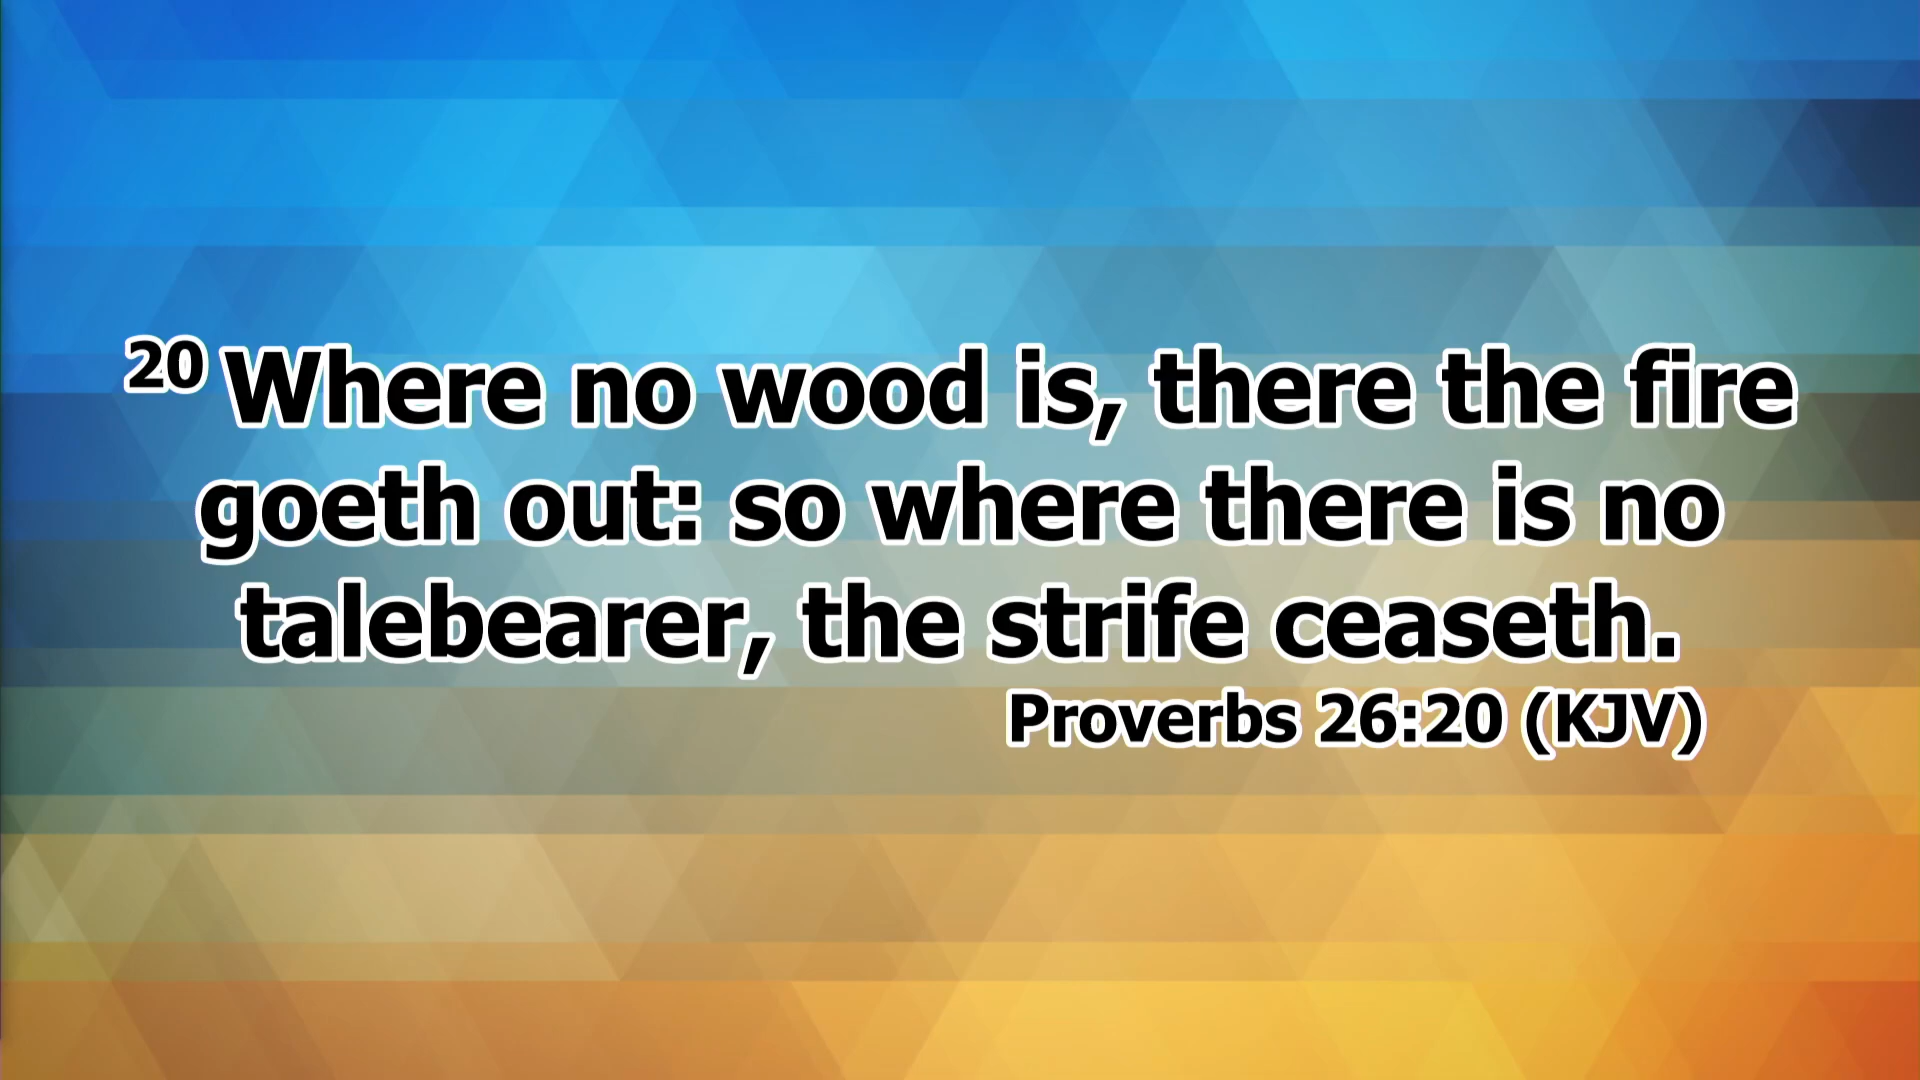 20 Where no wood is, there the fire
goeth out: so where there is no
talebearer, the strife ceaseth.
Proverbs 26:20 (KJV)